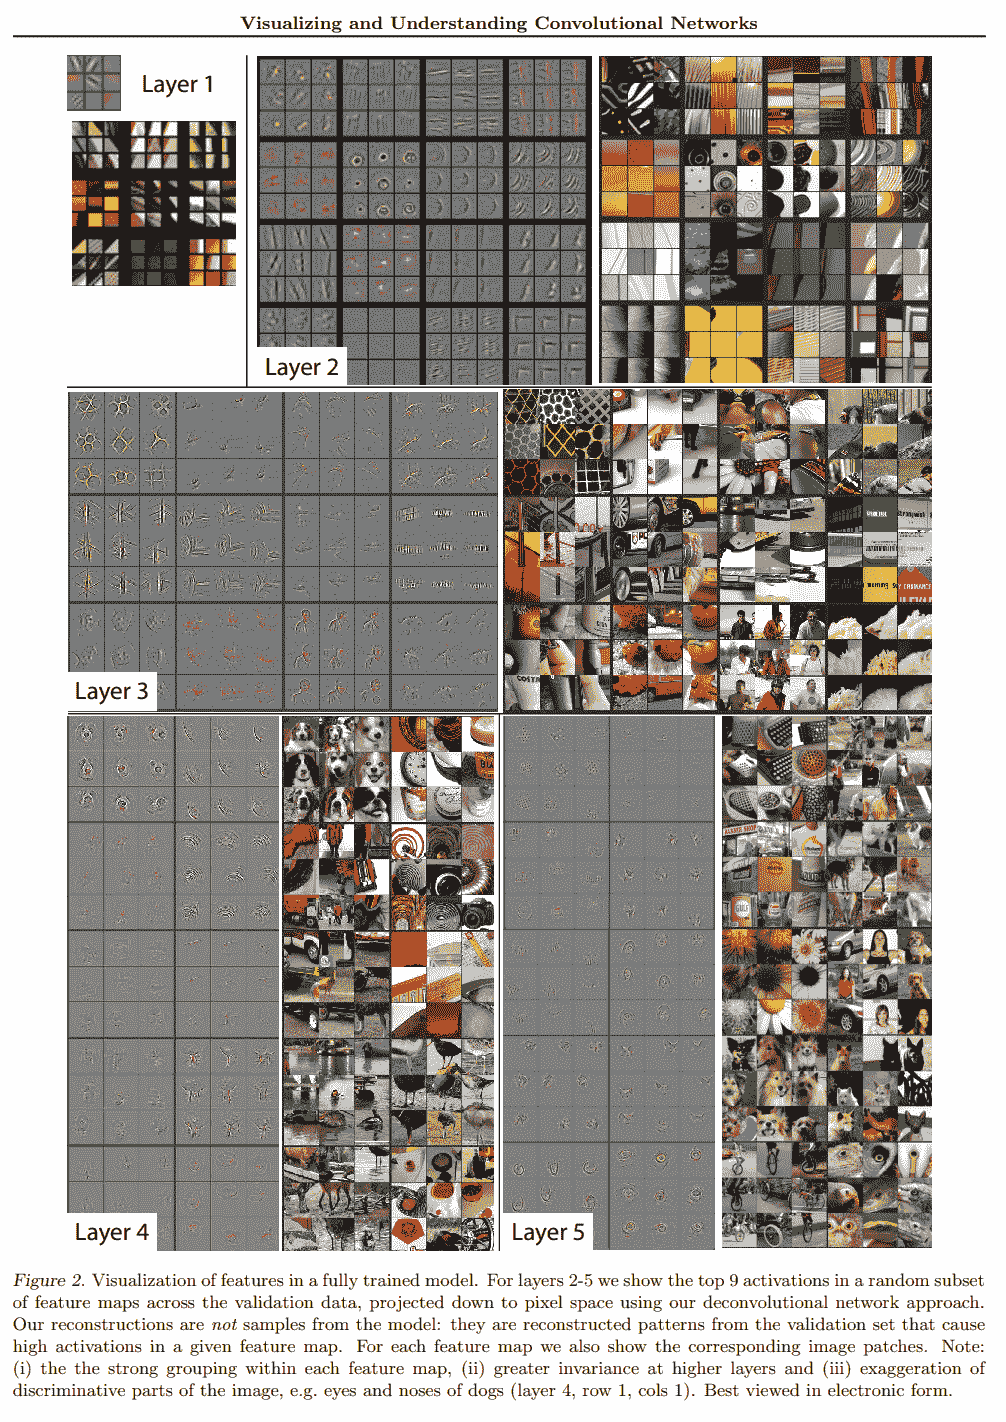 Visualizing and Understanding Convolutional Networks
Layer 1
Layer 2
Layer 3
Layer 4
Layer 5
Figure 2. Visualization of features in a fully trained model. For layers 2-5 we show the top 9 activations in a random subset
of feature maps across the validation data, projected down to pixel space using our deconvolutional network approach.
Our reconstructions are not samples from the model: they are reconstructed patterns from the validation set that cause
high activations in a given feature map. For each feature map we also show the corresponding image patches. Note:
(i) the the strong grouping within each feature map, (ii) greater invariance at higher layers and (iii) exaggeration of
discriminative parts of the image, e.g. eyes and noses of dogs (layer 4, row 1, cols 1). Best viewed in electronic form.